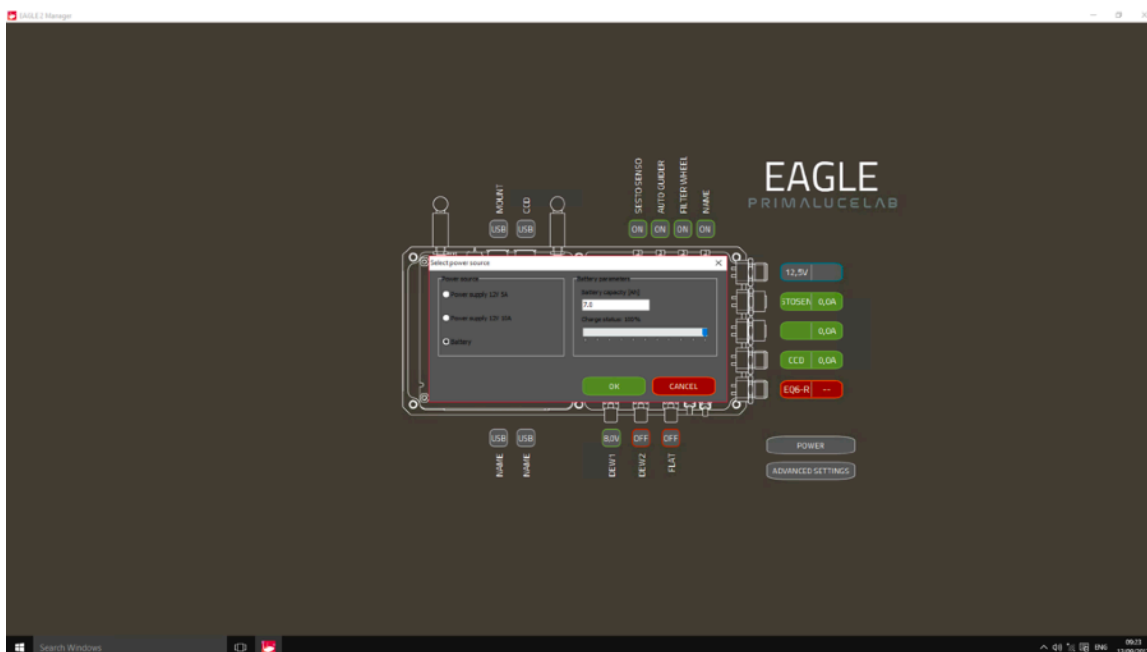 EAGLE 2 Manager
EAGLE
PRIMALUCELAB
MOUNT
CCD
SESTO SENSO
AUTO GUIDER
FILTER WHEEL
NAME
USB
USB
ON
ON
ON
ON
Select power source
Power source
Power supply 12V 5A
Power supply 12V 10A
Battery
Battery parameters
Battery capacity [Ah]
7.0
Charge status: 100%
OK
CANCEL
12,5V
STOSEN 0,0A
0,0A
CCD 0,0A
EQ6-R --
USB
USB
8,0V
OFF
OFF
NAME
NAME
DEW1
DEW2
FLAT
POWER
ADVANCED SETTINGS
Search Windows
ENG
09:23